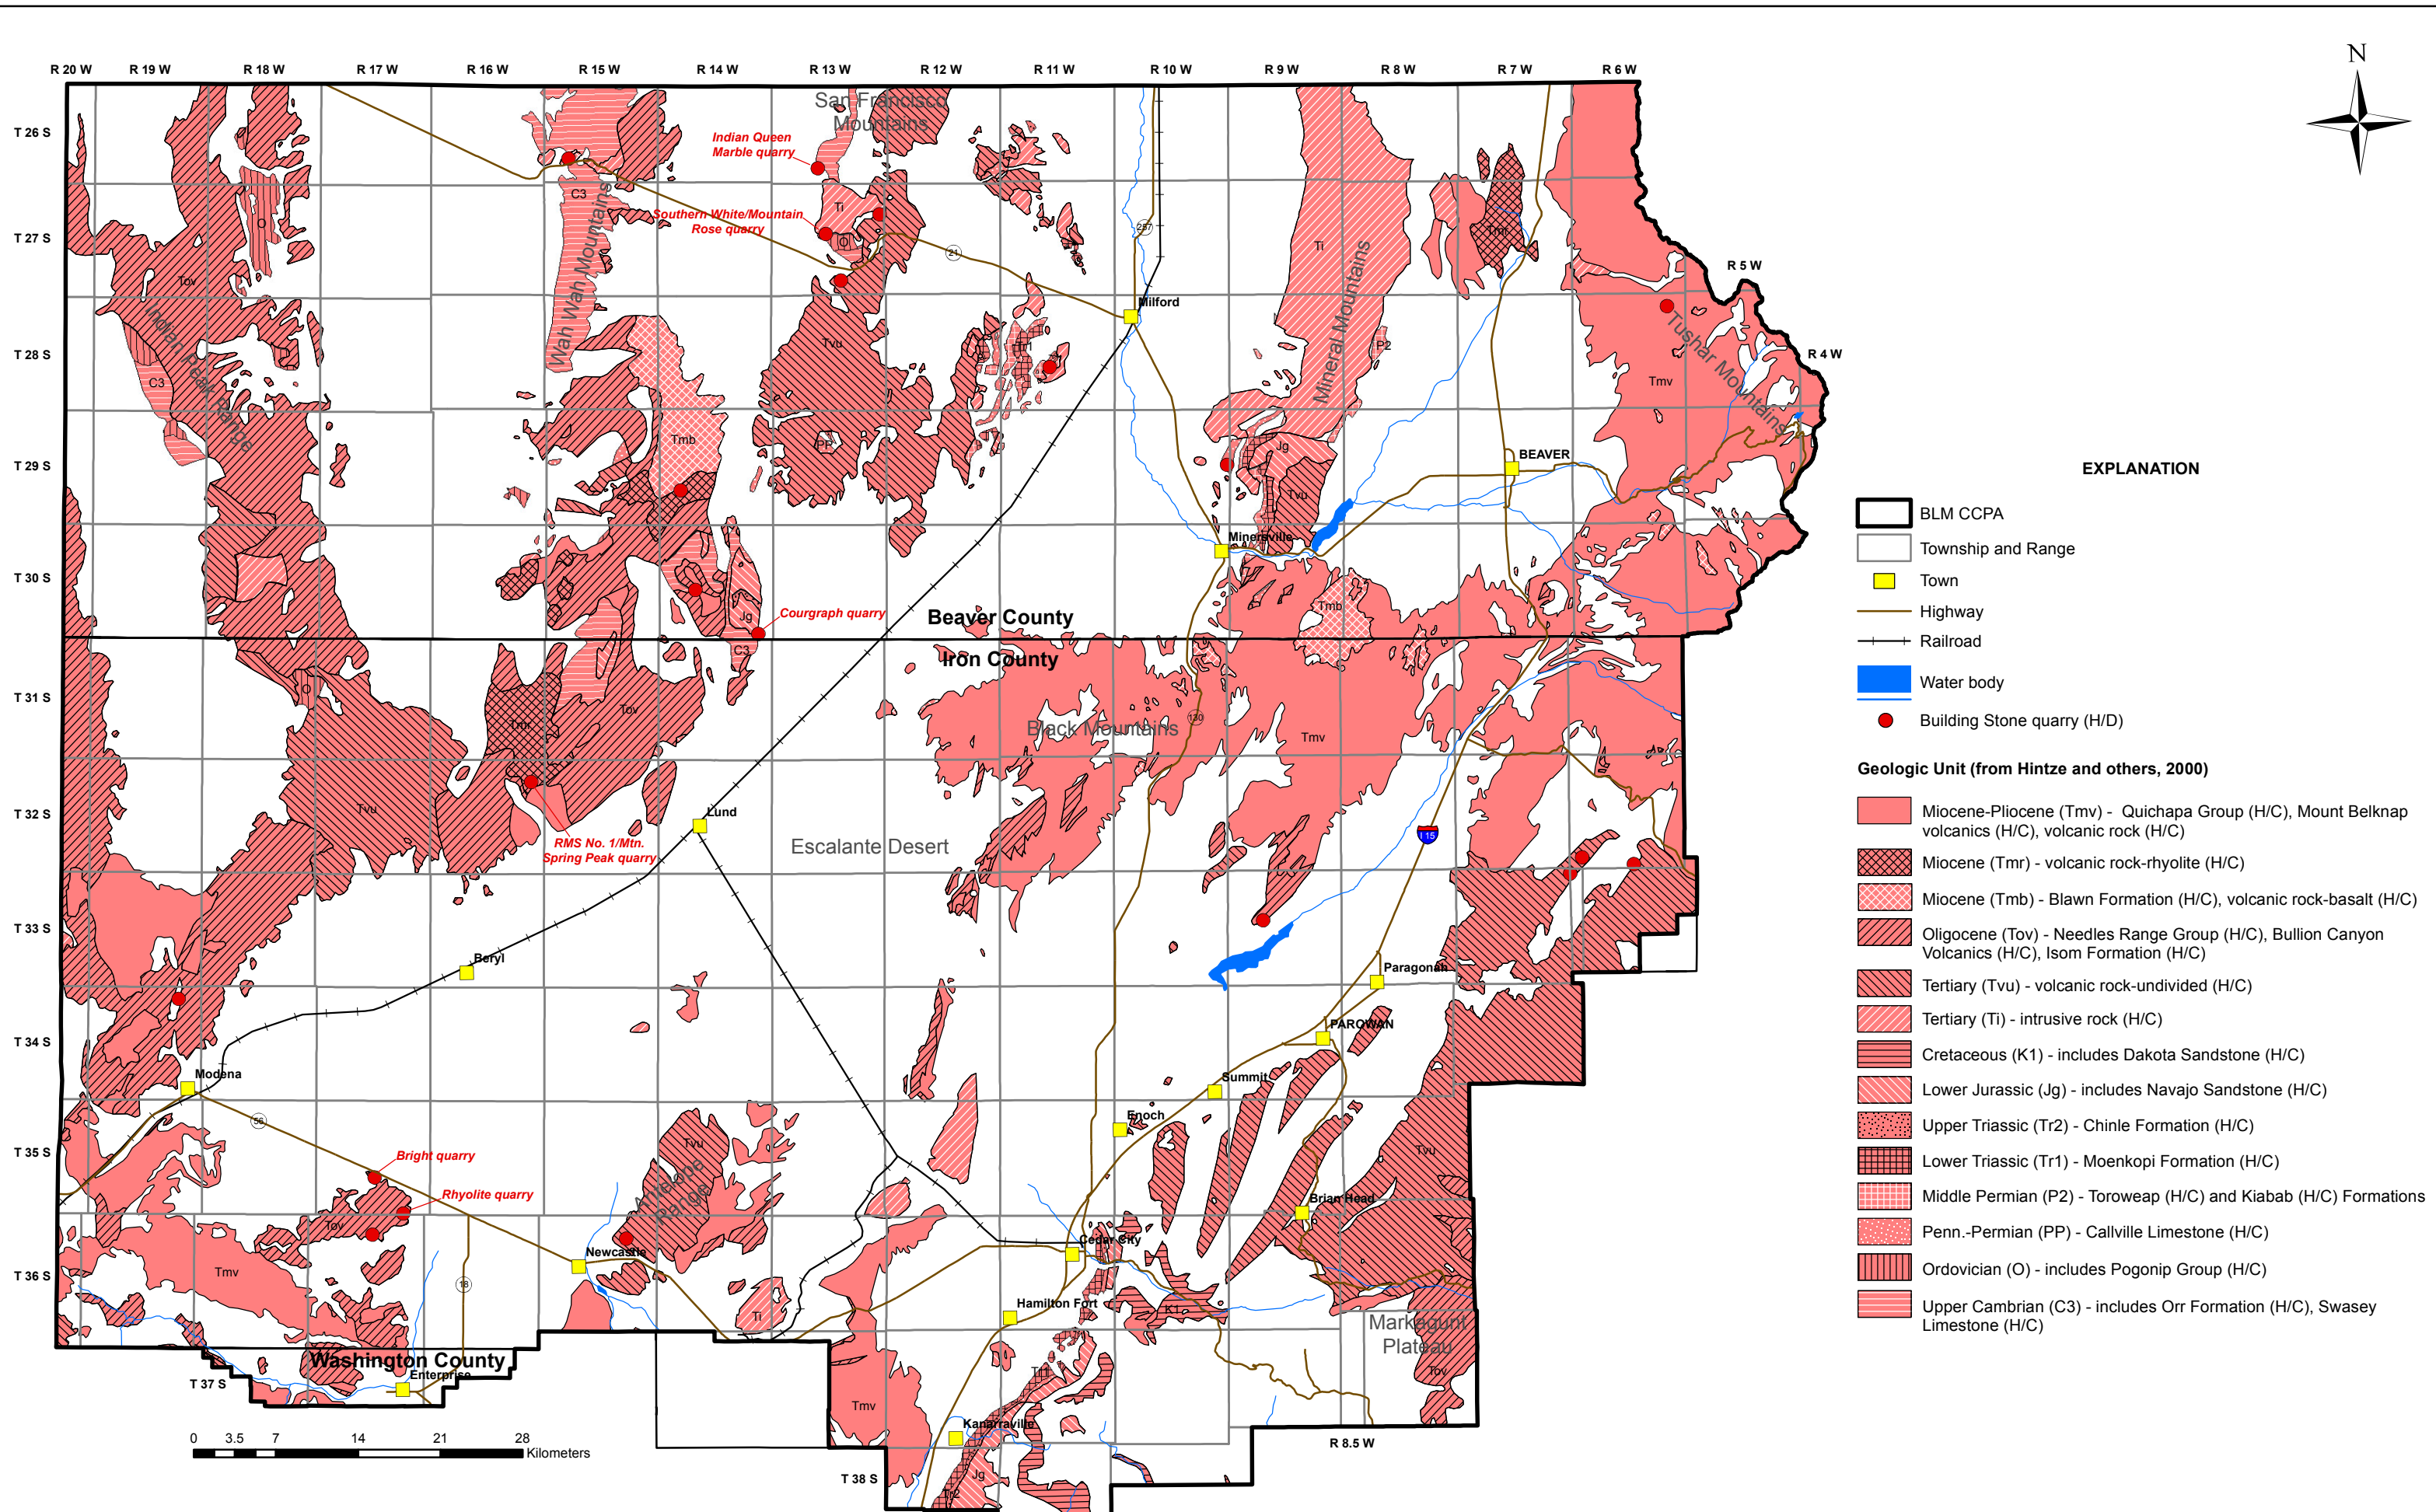 R 20 W R 19 W R 18 W R 17 W R 16 W R 15 W R 14 W R 13 W R 12 W R 11 W R 10 W R 9 W R 8 W R 7 W R 6 W
N
San Francisco
Mountains
T 26 S
Indian Queen
Marble quarry
C3
Southern White/Mountain
Rose quarry
Ti
O
O
T 27 S
257
21
Ti
Tmr
Wah Wah Mountains
Mineral Mountains
R 5 W
Tov
Indian Peak Range
Milford
Tushar Mountains
Tvu
Tr1
P2
T 28 S
R 4 W
C3
Tmv
Tmb
PP
Jg
BEAVER
T 29 S
Tvu
Minersville
T 30 S
Tmb
Courgraph quarry
Jg
Beaver County
C3
Iron County
O
T 31 S
Tmr
Tov
Black Mountains
130
Tmv
Tvu
T 32 S
Lund
I 15
RMS No. 1/Mtn.
Spring Peak quarry
Escalante Desert
T 33 S
Beryl
Paragonah
T 34 S
PAROWAN
Modena
Summit
56
Enoch
T 35 S
Tvu
Tvu
Bright quarry
Antelope
Range
Rhyolite quarry
Brian Head
Tov
Newcastle
Cedar City
T 36 S
Tmv
18
Hamilton Fort
K1
Ti
Markagunt
Plateau
Washington County
Enterprise
Tr1
Tov
T 37 S
Tmv
Kanarraville
R 8.5 W
0 3.5 7 14 21 28
Kilometers
T 38 S
Jg
Tr2
EXPLANATION
BLM CCPA
Township and Range
Town
Highway
Railroad
Water body
Building Stone quarry (H/D)
Geologic Unit (from Hintze and others, 2000)
Miocene-Pliocene (Tmv) - Quichapa Group (H/C), Mount Belknap
volcanics (H/C), volcanic rock (H/C)
Miocene (Tmr) - volcanic rock-rhyolite (H/C)
Miocene (Tmb) - Blawn Formation (H/C), volcanic rock-basalt (H/C)
Oligocene (Tov) - Needles Range Group (H/C), Bullion Canyon
Volcanics (H/C), Isom Formation (H/C)
Tertiary (Tvu) - volcanic rock-undivided (H/C)
Tertiary (Ti) - intrusive rock (H/C)
Cretaceous (K1) - includes Dakota Sandstone (H/C)
Lower Jurassic (Jg) - includes Navajo Sandstone (H/C)
Upper Triassic (Tr2) - Chinle Formation (H/C)
Lower Triassic (Tr1) - Moenkopi Formation (H/C)
Middle Permian (P2) - Toroweap (H/C) and Kiabab (H/C) Formations
Penn.-Permian (PP) - Callville Limestone (H/C)
Ordovician (O) - includes Pogonip Group (H/C)
Upper Cambrian (C3) - includes Orr Formation (H/C), Swasey
Limestone (H/C)